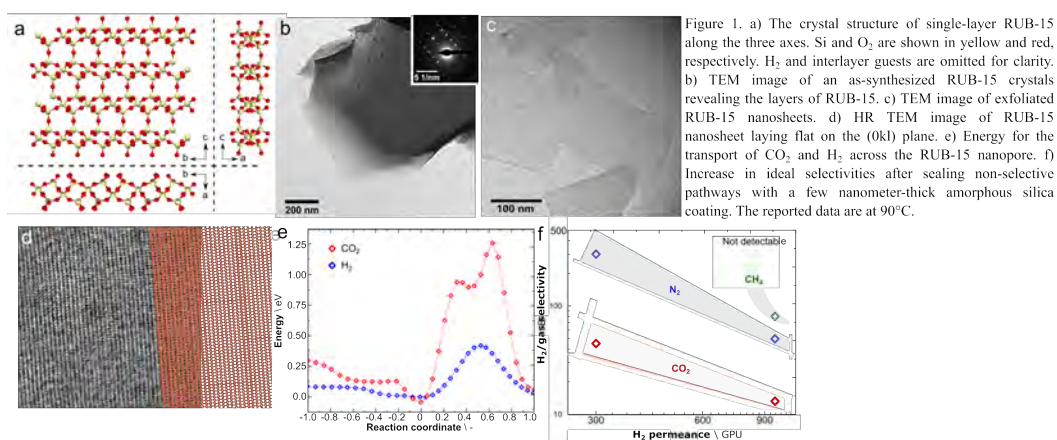 a
c
b
c
a
b
a
b
5 1/nm
200 nm
c
100 nm
Figure 1. a) The crystal structure of single-layer RUB-15
along the three axes. Si and O₂ are shown in yellow and red,
respectively. H₂ and interlayer guests are omitted for clarity.
b) TEM image of an as-synthesized RUB-15 crystals
revealing the layers of RUB-15. c) TEM image of exfoliated
RUB-15 nanosheets. d) HR TEM image of RUB-15
nanosheet laying flat on the (0kl) plane. e) Energy for the
transport of CO₂ and H₂ across the RUB-15 nanopore. f)
Increase in ideal selectivities after sealing non-selective
pathways with a few nanometer-thick amorphous silica
coating. The reported data are at 90°C.
d
e
Energy \ eV
1.25
1.00
0.75
0.50
0.25
0.0
CO₂
H₂
-1.0 -0.8 -0.6 -0.4 -0.2 0 0.2 0.4 0.6 0.8 1.0
Reaction coordinate \ -
f
H₂/gas selectivity
500
100
10
Not detectable
CH₄
N₂
CO₂
300 600 900
H₂ permeance \ GPU